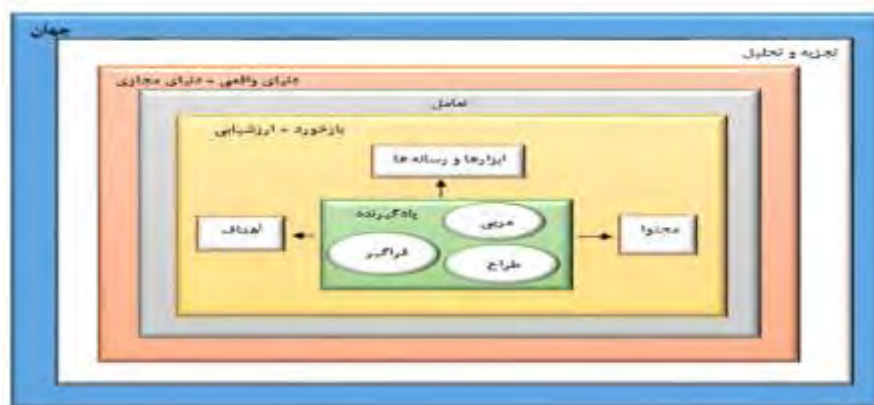 جهان
تجزیه و تحلیل
دنیای واقعی - دنیای مجازی
تعامل
بازخورد - ارزشیابی
ابزارها و رسانه ها
یادگیرنده
مربی
محتوا
اهداف
فراگیر
طراح